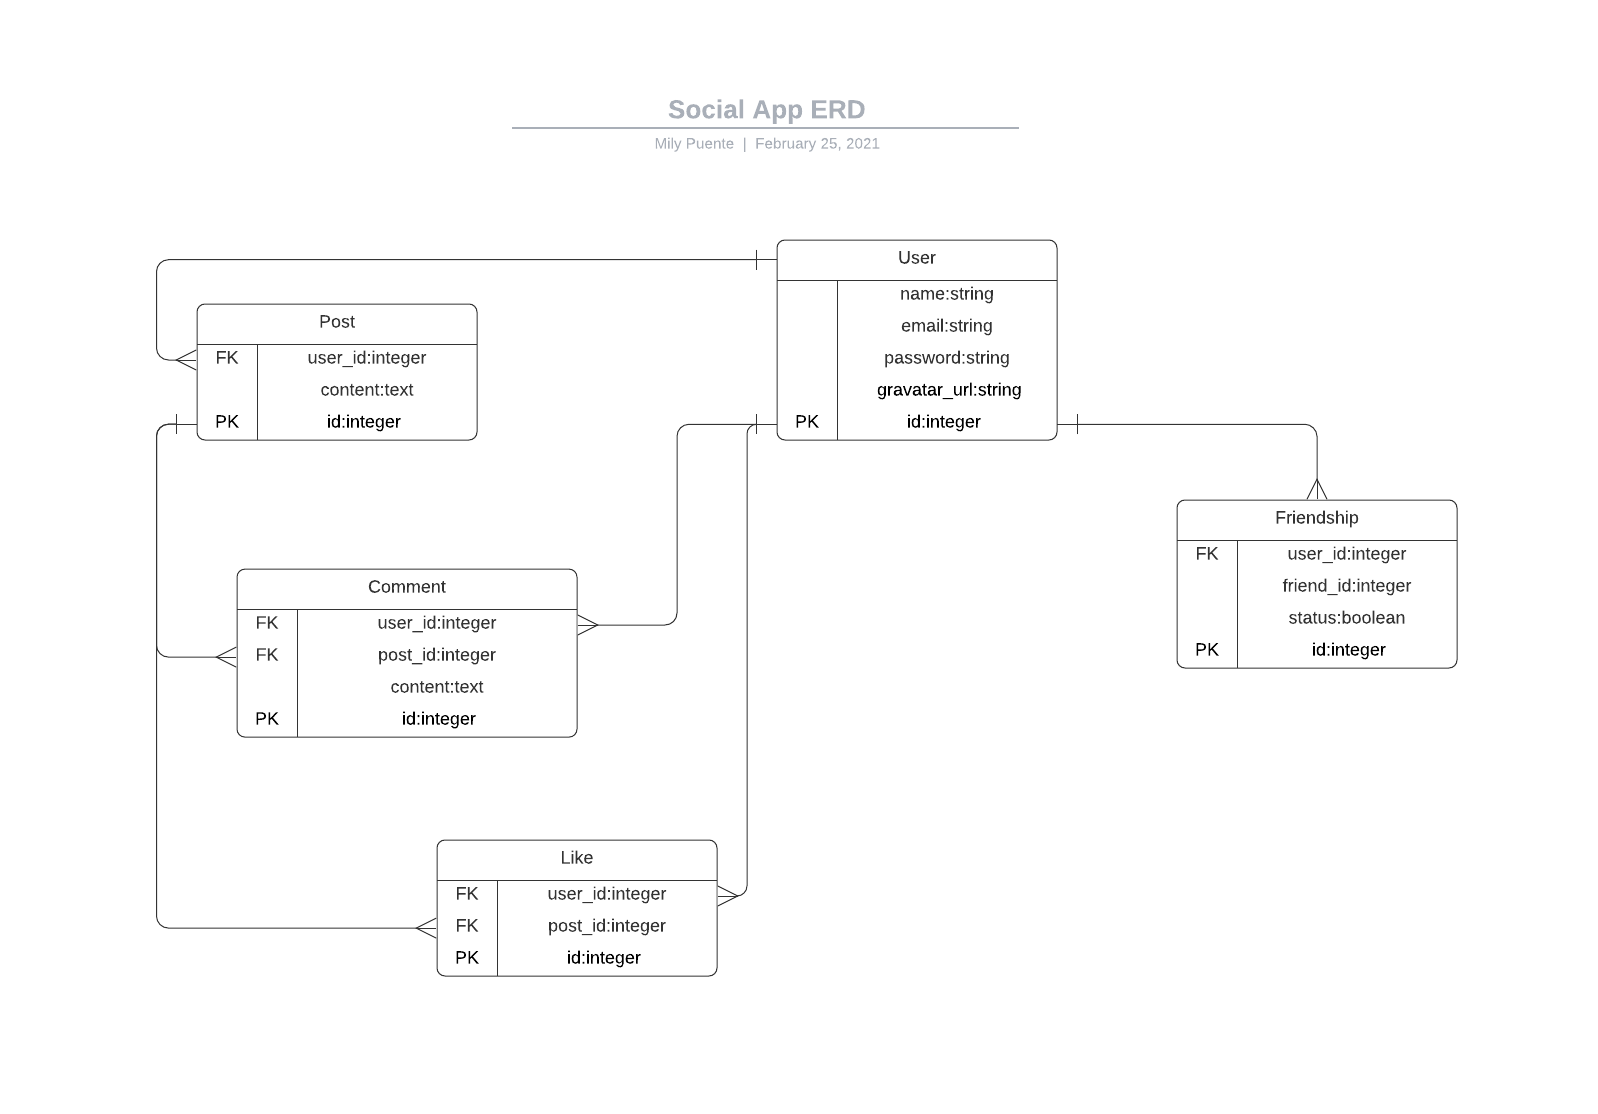 Social App ERD
Mily Puente | February 25, 2021
User
name:string
email:string
password:string
gravatar_url:string
PK id:integer
Post
FK user_id:integer
content:text
PK id:integer
Friendship
FK user_id:integer
friend_id:integer
status:boolean
PK id:integer
Comment
FK user_id:integer
FK post_id:integer
content:text
PK id:integer
Like
FK user_id:integer
FK post_id:integer
PK id:integer